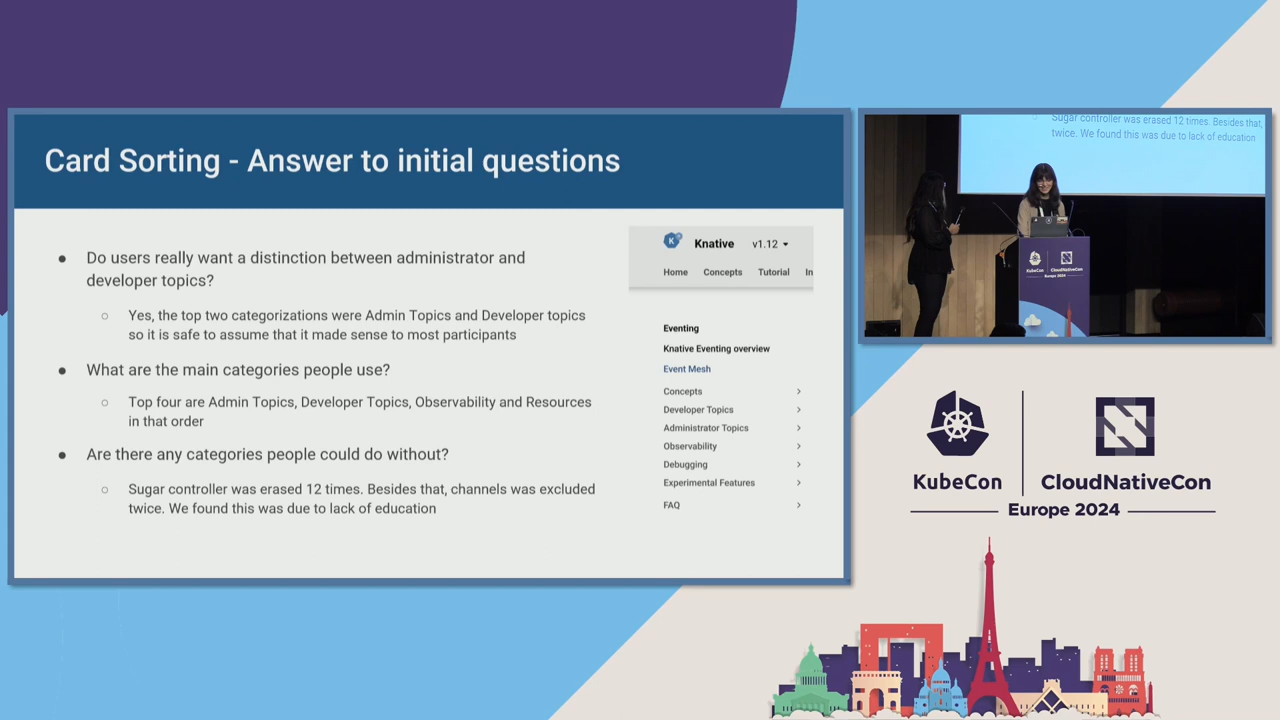 Card Sorting - Answer to initial questions
● Do users really want a distinction between administrator and
developer topics?
○ Yes, the top two categorizations were Admin Topics and Developer topics
so it is safe to assume that it made sense to most participants
● What are the main categories people use?
○ Top four are Admin Topics, Developer Topics, Observability and Resources
in that order
● Are there any categories people could do without?
○ Sugar controller was erased 12 times. Besides that, channels was excluded
twice. We found this was due to lack of education
Knative v1.12
Home Concepts Tutorial In
Eventing
Knative Eventing overview
Event Mesh
Concepts
Developer Topics
Administrator Topics
Observability
Debugging
Experimental Features
FAQ
Sugar controller was erased 12 times. Besides that,
twice. We found this was due to lack of education
KubeCon CloudNativeCon
Europe 2024
KubeCon CloudNativeCon
Europe 2024